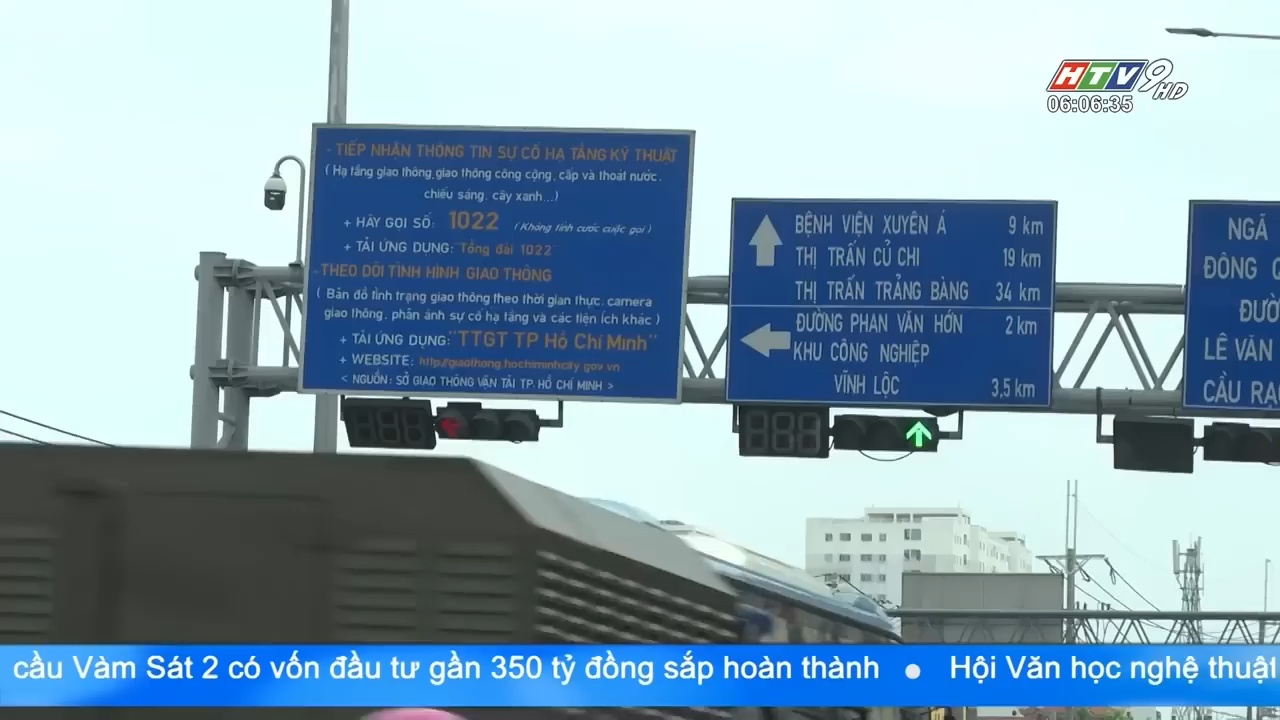 HTV9 HD
06:06:35
- TIẾP NHẬN THÔNG TIN SỰ CỐ HẠ TẦNG KỸ THUẬT
( Hạ tầng giao thông, giao thông công cộng, cấp và thoát nước,
chiếu sáng, cây xanh...)
+ HÃY GỌI SỐ: 1022 (Không tính cước cuộc gọi)
+ TẢI ỨNG DỤNG: Tổng đài 1022
- THEO DÕI TÌNH HÌNH GIAO THÔNG
( Bản đồ tình trạng giao thông theo thời gian thực, camera
giao thông, phản ánh sự cố hạ tầng và các tiện ích khác )
+ TẢI ỨNG DỤNG: "TTGT TP Hồ Chí Minh"
+ WEBSITE: http://giaothong.hochiminhcity.gov.vn
< NGUỒN: SỞ GIAO THÔNG VẬN TẢI TP. HỒ CHÍ MINH >
BỆNH VIỆN XUYÊN Á 9 km
THỊ TRẤN CỦ CHI 19 km
THỊ TRẤN TRẢNG BÀNG 34 km
ĐƯỜNG PHAN VĂN HỚN 2 km
KHU CÔNG NGHIỆP
VĨNH LỘC 3,5 km
NGÃ
ĐÔNG
ĐƯỜ
LÊ VĂN
CẦU RẠ
cầu Vàm Sát 2 có vốn đầu tư gần 350 tỷ đồng sắp hoàn thành ● Hội Văn học nghệ thuật